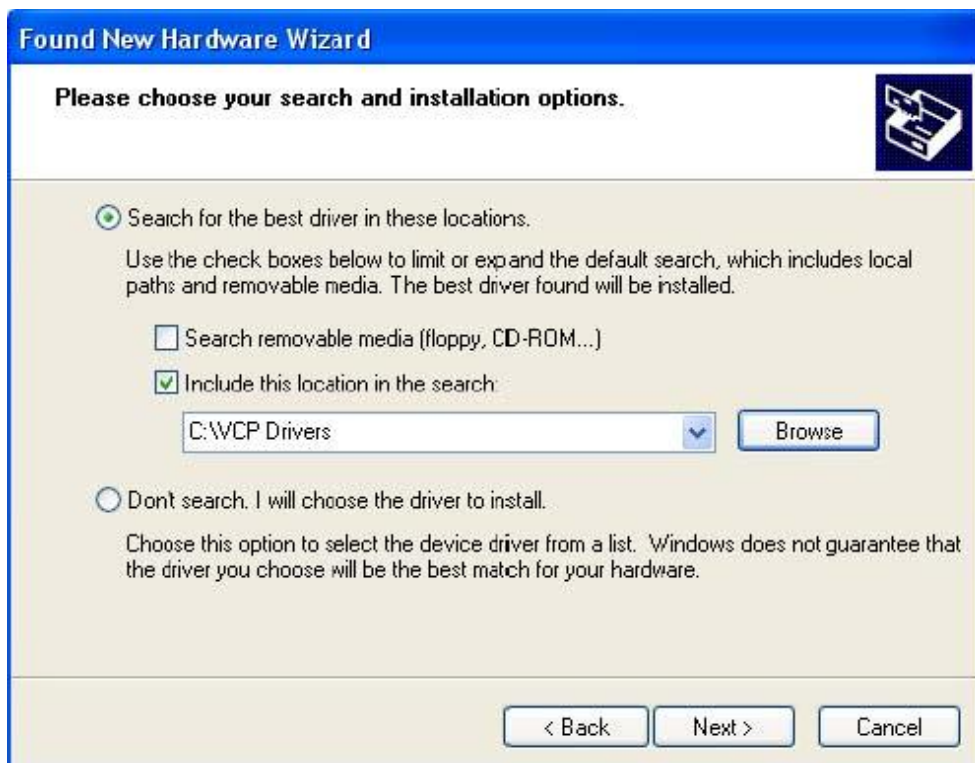 Found New Hardware Wizard
Please choose your search and installation options.
Search for the best driver in these locations.
Use the check boxes below to limit or expand the default search, which includes local
paths and removable media. The best driver found will be installed.
Search removable media (floppy, CD-ROM...)
Include this location in the search:
C:\VCP Drivers
Browse
Don't search. I will choose the driver to install.
Choose this option to select the device driver from a list. Windows does not guarantee that
the driver you choose will be the best match for your hardware.
< Back
Next >
Cancel